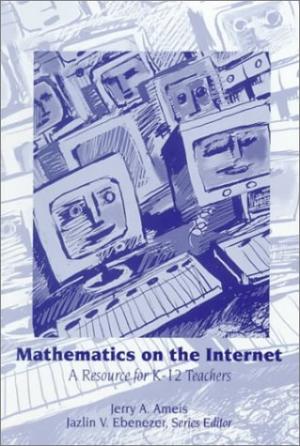 Mathematics on the Internet
A Resource for K-12 Teachers
Jerry A. Ameis
Jazlin V. Ebenezer, Series Editor